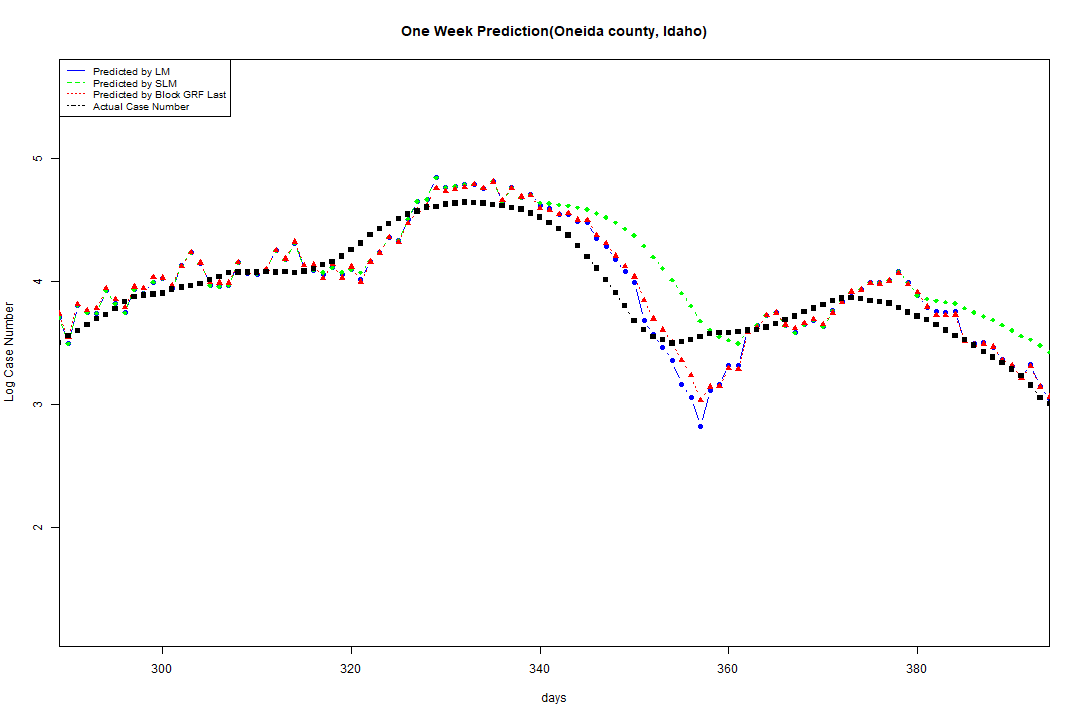 One Week Prediction(Oneida county, Idaho)
Predicted by LM
Predicted by SLM
Predicted by Block GRF Last
Actual Case Number
5
4
3
2
Log Case Number
300 320 340 360 380
days